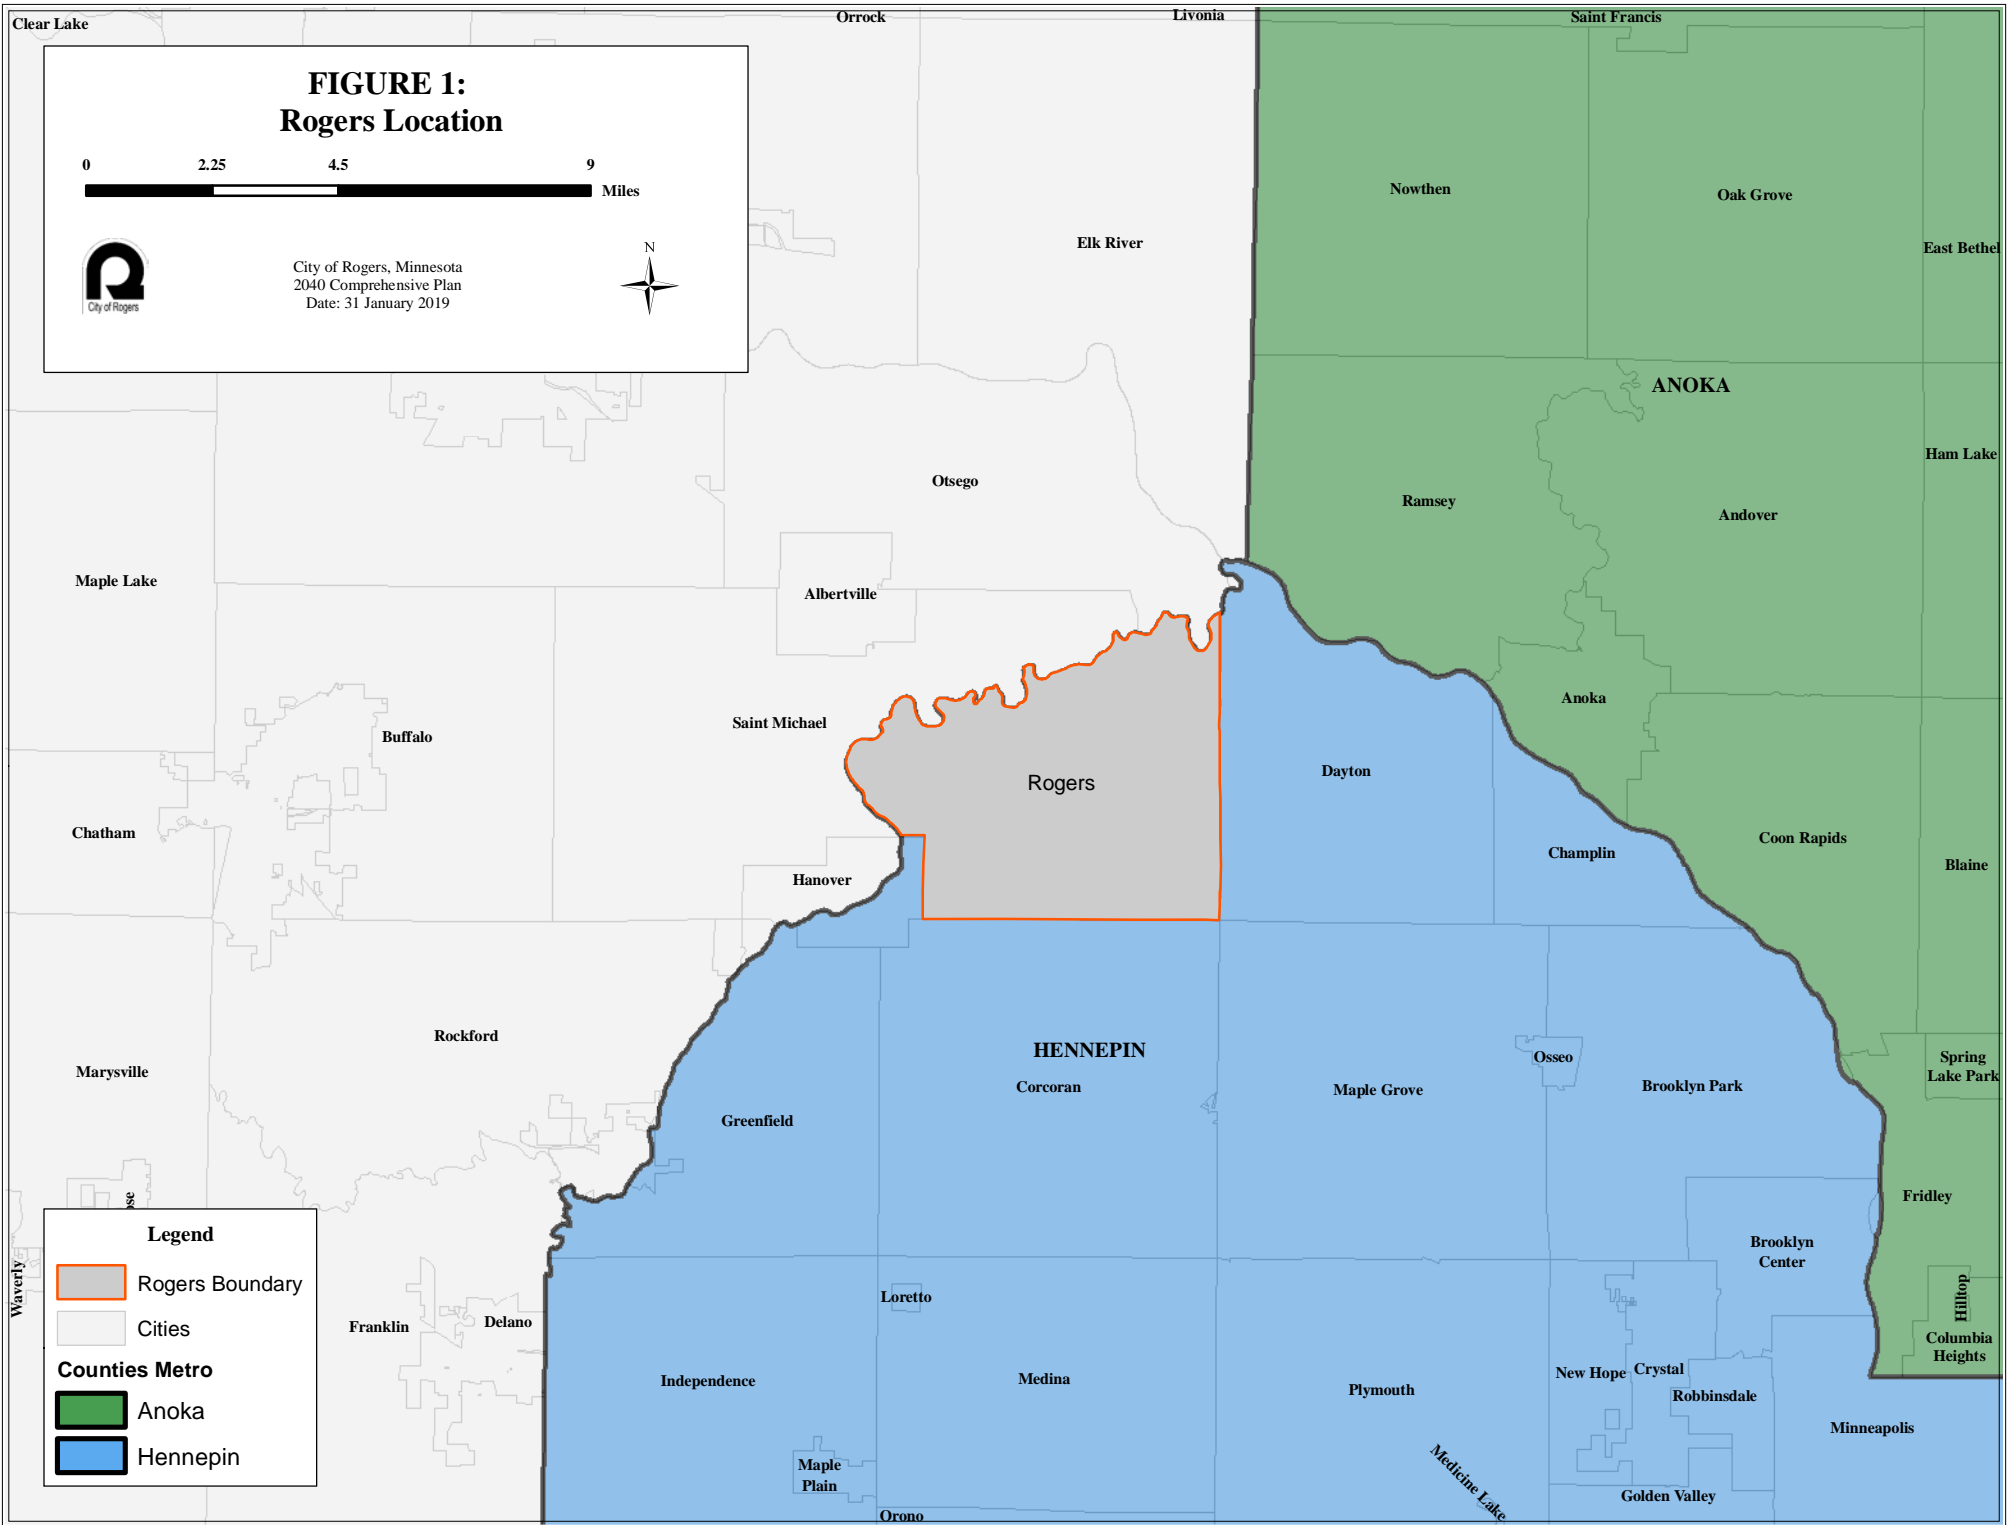 Clear Lake
Orrock
Livonia
Saint Francis
FIGURE 1:
Rogers Location
0 2.25 4.5 9
Miles
City of Rogers
City of Rogers, Minnesota
2040 Comprehensive Plan
Date: 31 January 2019
N
Nowthen
Oak Grove
Elk River
East Bethel
ANOKA
Ham Lake
Otsego
Ramsey
Andover
Maple Lake
Albertville
Anoka
Saint Michael
Buffalo
Dayton
Rogers
Chatham
Coon Rapids
Champlin
Blaine
Hanover
Rockford
HENNEPIN
Corcoran
Osseo
Spring
Lake Park
Marysville
Maple Grove
Brooklyn Park
Greenfield
Fridley
Brooklyn
Center
Waverly
Loretto
Hilltop
Franklin
Delano
Columbia
Heights
Independence
Medina
Plymouth
New Hope
Crystal
Robbinsdale
Minneapolis
Maple
Plain
Medicine Lake
Golden Valley
Orono
Legend
Rogers Boundary
Cities
Counties Metro
Anoka
Hennepin